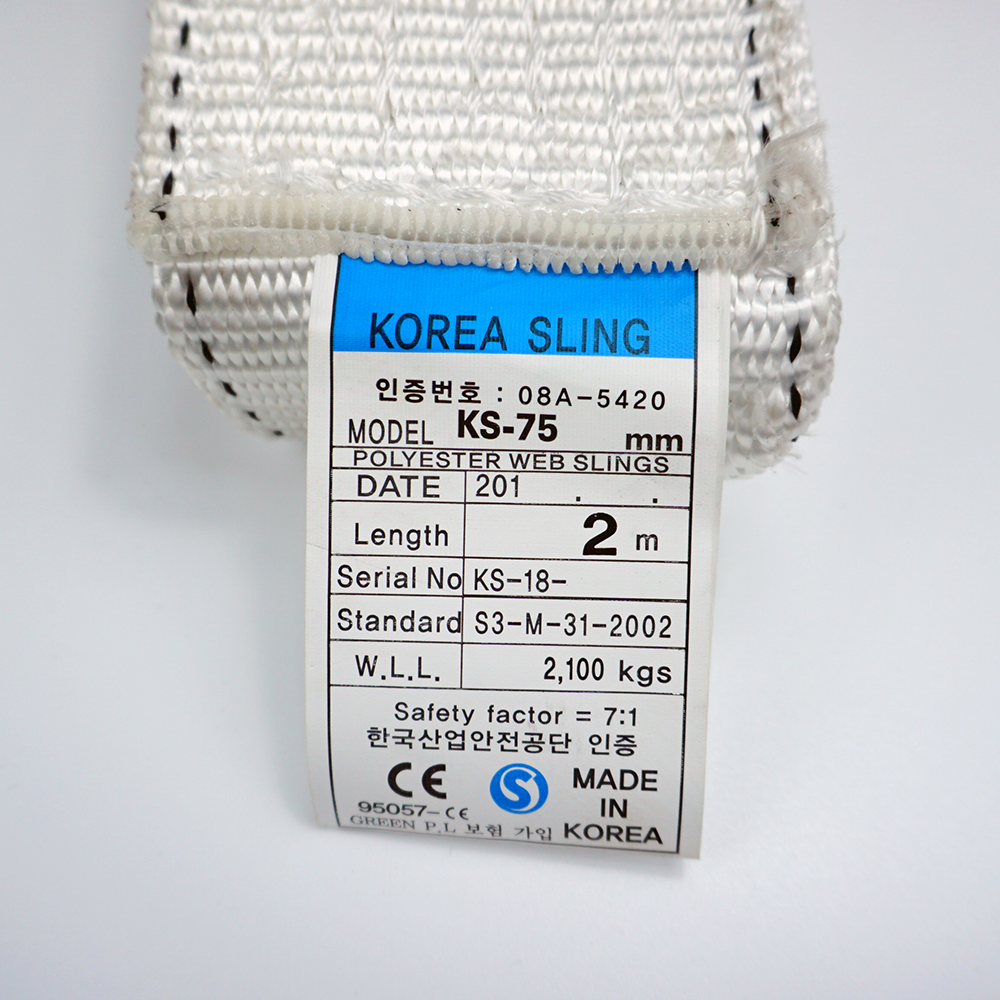 KOREA SLING
인증번호 : 08A-5420
MODEL KS-75 mm
POLYESTER WEB SLINGS
DATE 201 . .
Length 2 m
Serial No KS-18-
Standard S3-M-31-2002
W.L.L. 2,100 kgs
Safety factor = 7:1
한국산업안전공단 인증
CE S MADE IN KOREA
95057-CE
GREEN P.L 보험 가입